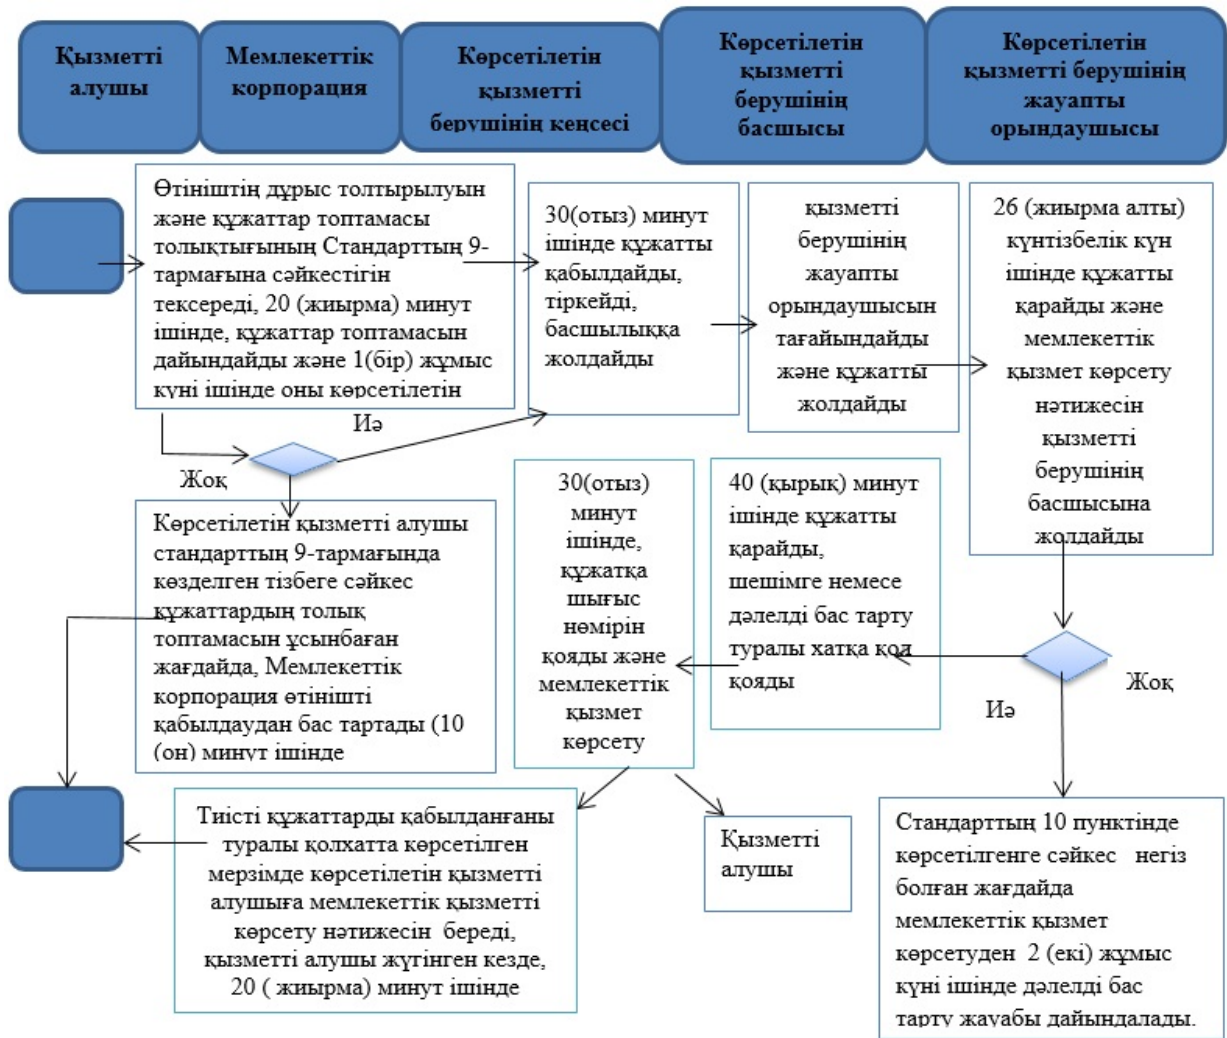 Қызметті
алушы
Мемлекеттік
корпорация
Көрсетілетін
қызметті
берушінің кеңсесі
Көрсетілетін
қызметті
берушінің
басшысы
Көрсетілетін
қызметті берушінің
жауапты
орындаушысы
Өтініштің дұрыс толтырылуын
және құжаттар топтамасы
толықтығының Стандарттың 9-
тармағына сәйкестігін
тексереді, 20 (жиырма) минут
ішінде, құжаттар топтамасын
дайындайды және 1(бір) жұмыс
күні ішінде оны көрсетілетін
30(отыз) минут
ішінде құжатты
қабылдайды,
тіркейді,
басшылыққа
жолдайды
қызметті
берушінің
жауапты
орындаушысын
тағайындайды
және құжатты
жолдайды
26 (жиырма алты)
күнтізбелік күн
ішінде құжатты
қарайды және
мемлекеттік
қызмет көрсету
нәтижесін
қызметті
берушінің
басшысына
жолдайды
Иә
Жоқ
Көрсетілетін қызметті алушы
стандарттың 9-тармағында
көзделген тізбеге сәйкес
құжаттардың толық
топтамасын ұсынбаған
жағдайда, Мемлекеттік
корпорация өтінішті
қабылдаудан бас тартады (10
(он) минут ішінде
30(отыз)
минут
ішінде,
құжатқа
шығыс
нөмірін
қояды және
мемлекеттік
қызмет
көрсету
40 (қырық) минут
ішінде құжатты
қарайды,
шешімге немесе
дәлелді бас тарту
туралы хатқа қол
қояды
Жоқ
Иә
Тиісті құжаттарды қабылданғаны
туралы қолхатта көрсетілген
мерзімде көрсетілетін қызметті
алушыға мемлекеттік қызметті
көрсету нәтижесін береді,
қызметті алушы жүгінген кезде,
20 ( жиырма) минут ішінде
Қызметті
алушы
Стандарттың 10 пунктінде
көрсетілгенге сәйкес негіз
болған жағдайда
мемлекеттік қызмет
көрсетуден 2 (екі) жұмыс
күні ішінде дәлелді бас
тарту жауабы дайындалады.